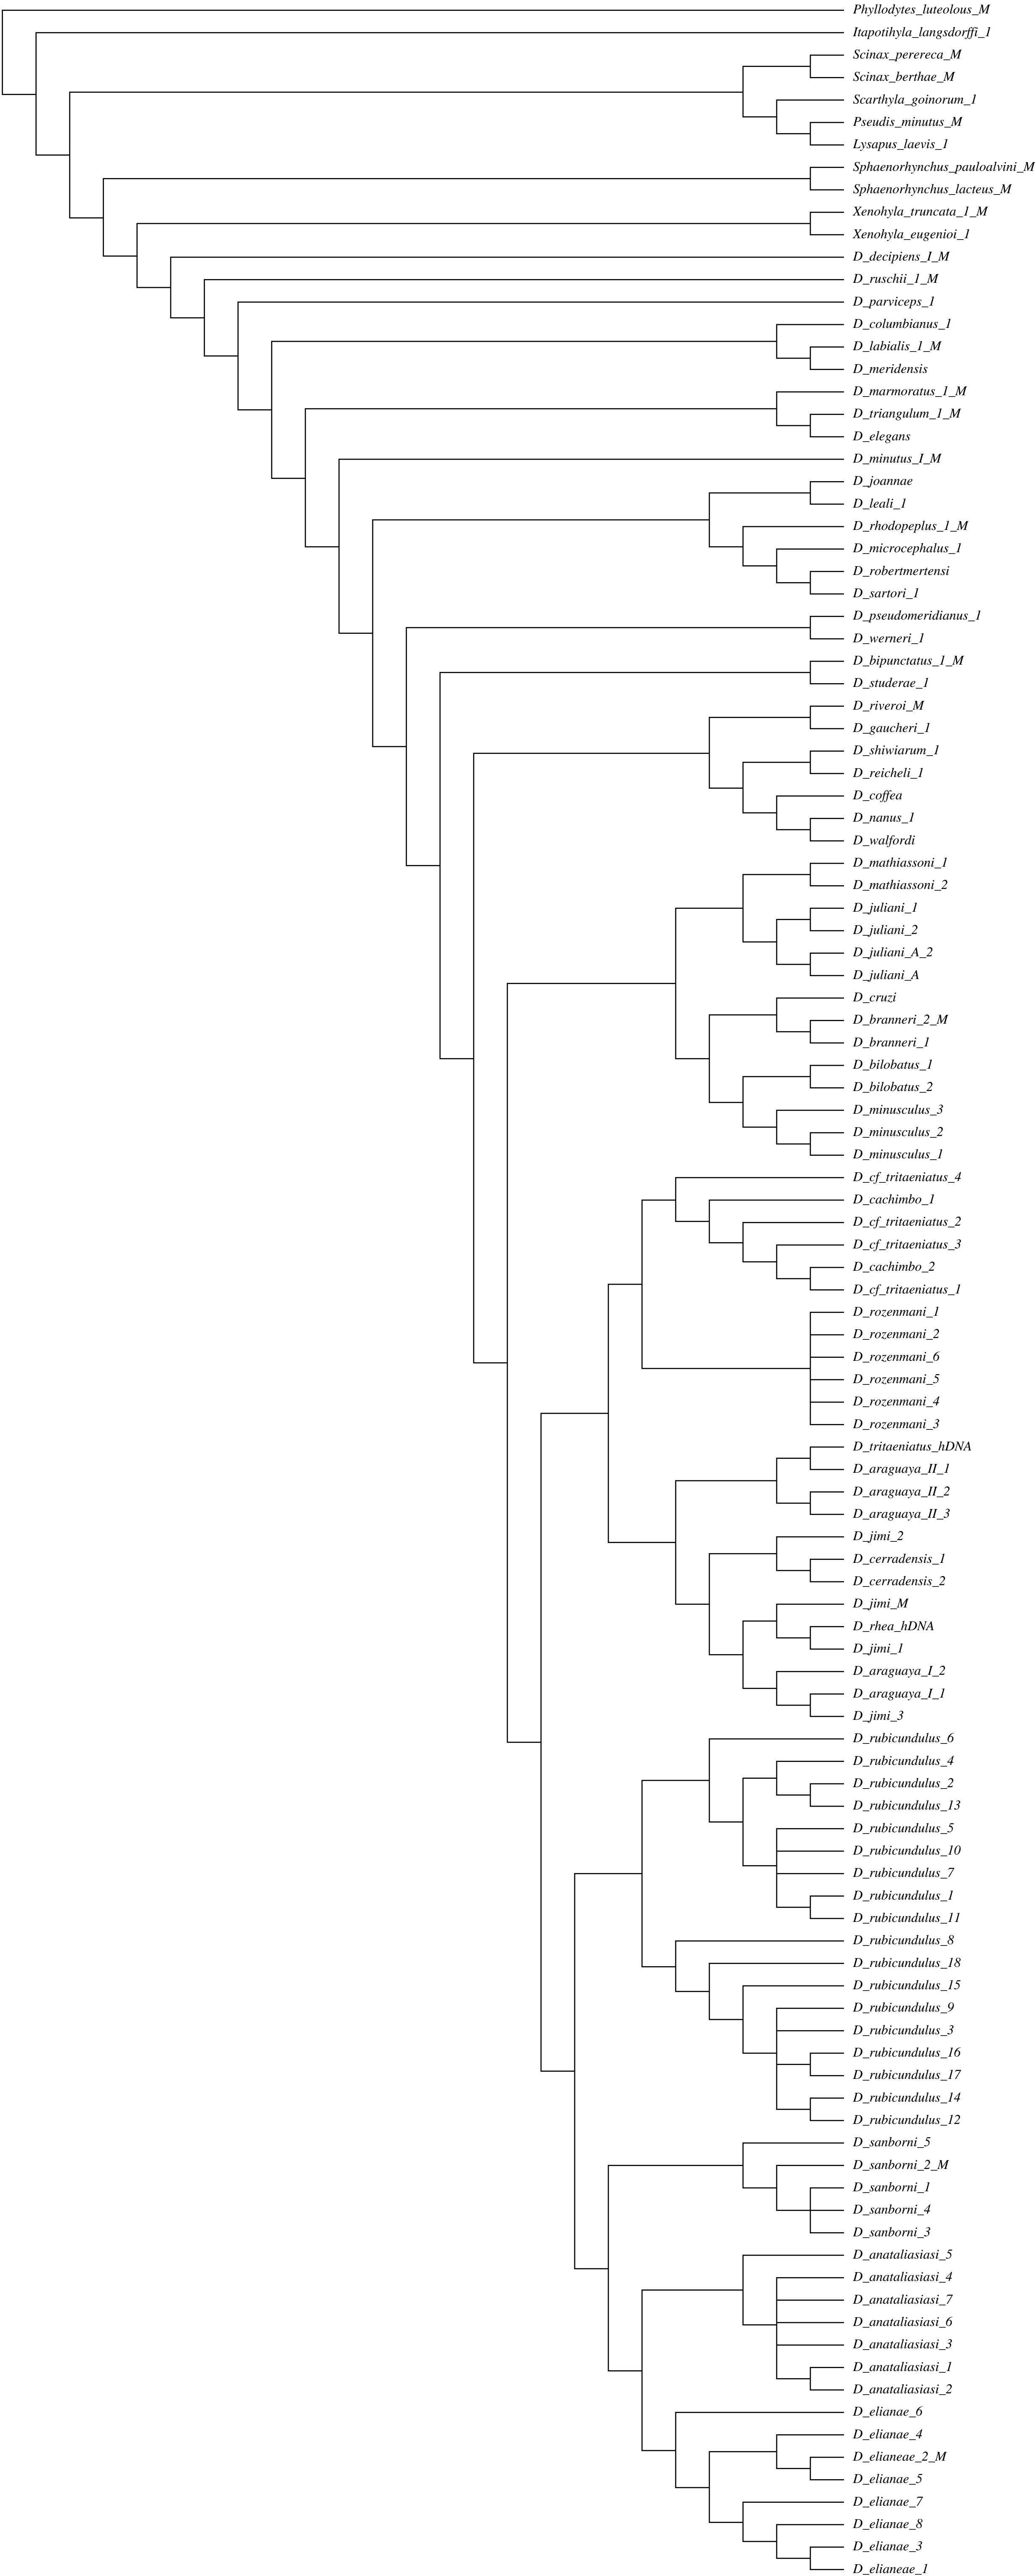 Phyllodytes_luteolous_M
Itapotihyla_langsdorffi_1
Scinax_perereca_M
Scinax_berthae_M
Scarthyla_goinorum_1
Pseudis_minutus_M
Lysapus_laevis_1
Sphaenorhynchus_pauloalvini_M
Sphaenorhynchus_lacteus_M
Xenohyla_truncata_1_M
Xenohyla_eugenioi_1
D_decipiens_I_M
D_ruschii_1_M
D_parviceps_1
D_columbianus_1
D_labialis_1_M
D_meridensis
D_marmoratus_1_M
D_triangulum_1_M
D_elegans
D_minutus_I_M
D_joannae
D_leali_1
D_rhodopeplus_1_M
D_microcephalus_1
D_robertmertensi
D_sartori_1
D_pseudomeridianus_1
D_werneri_1
D_bipunctatus_1_M
D_studerae_1
D_riveroi_M
D_gaucheri_1
D_shiwiarum_1
D_reicheli_1
D_coffea
D_nanus_1
D_walfordi
D_mathiassoni_1
D_mathiassoni_2
D_juliani_1
D_juliani_2
D_juliani_A_2
D_juliani_A
D_cruzi
D_branneri_2_M
D_branneri_1
D_bilobatus_1
D_bilobatus_2
D_minusculus_3
D_minusculus_2
D_minusculus_1
D_cf_tritaeniatus_4
D_cachimbo_1
D_cf_tritaeniatus_2
D_cf_tritaeniatus_3
D_cachimbo_2
D_cf_tritaeniatus_1
D_rozenmani_1
D_rozenmani_2
D_rozenmani_6
D_rozenmani_5
D_rozenmani_4
D_rozenmani_3
D_tritaeniatus_hDNA
D_araguaya_II_1
D_araguaya_II_2
D_araguaya_II_3
D_jimi_2
D_cerradensis_1
D_cerradensis_2
D_jimi_M
D_rhea_hDNA
D_jimi_1
D_araguaya_I_2
D_araguaya_I_1
D_jimi_3
D_rubicundulus_6
D_rubicundulus_4
D_rubicundulus_2
D_rubicundulus_13
D_rubicundulus_5
D_rubicundulus_10
D_rubicundulus_7
D_rubicundulus_1
D_rubicundulus_11
D_rubicundulus_8
D_rubicundulus_18
D_rubicundulus_15
D_rubicundulus_9
D_rubicundulus_3
D_rubicundulus_16
D_rubicundulus_17
D_rubicundulus_14
D_rubicundulus_12
D_sanborni_5
D_sanborni_2_M
D_sanborni_1
D_sanborni_4
D_sanborni_3
D_anataliasiasi_5
D_anataliasiasi_4
D_anataliasiasi_7
D_anataliasiasi_6
D_anataliasiasi_3
D_anataliasiasi_1
D_anataliasiasi_2
D_elianae_6
D_elianae_4
D_elianeae_2_M
D_elianae_5
D_elianae_7
D_elianae_8
D_elianae_3
D_elianeae_1